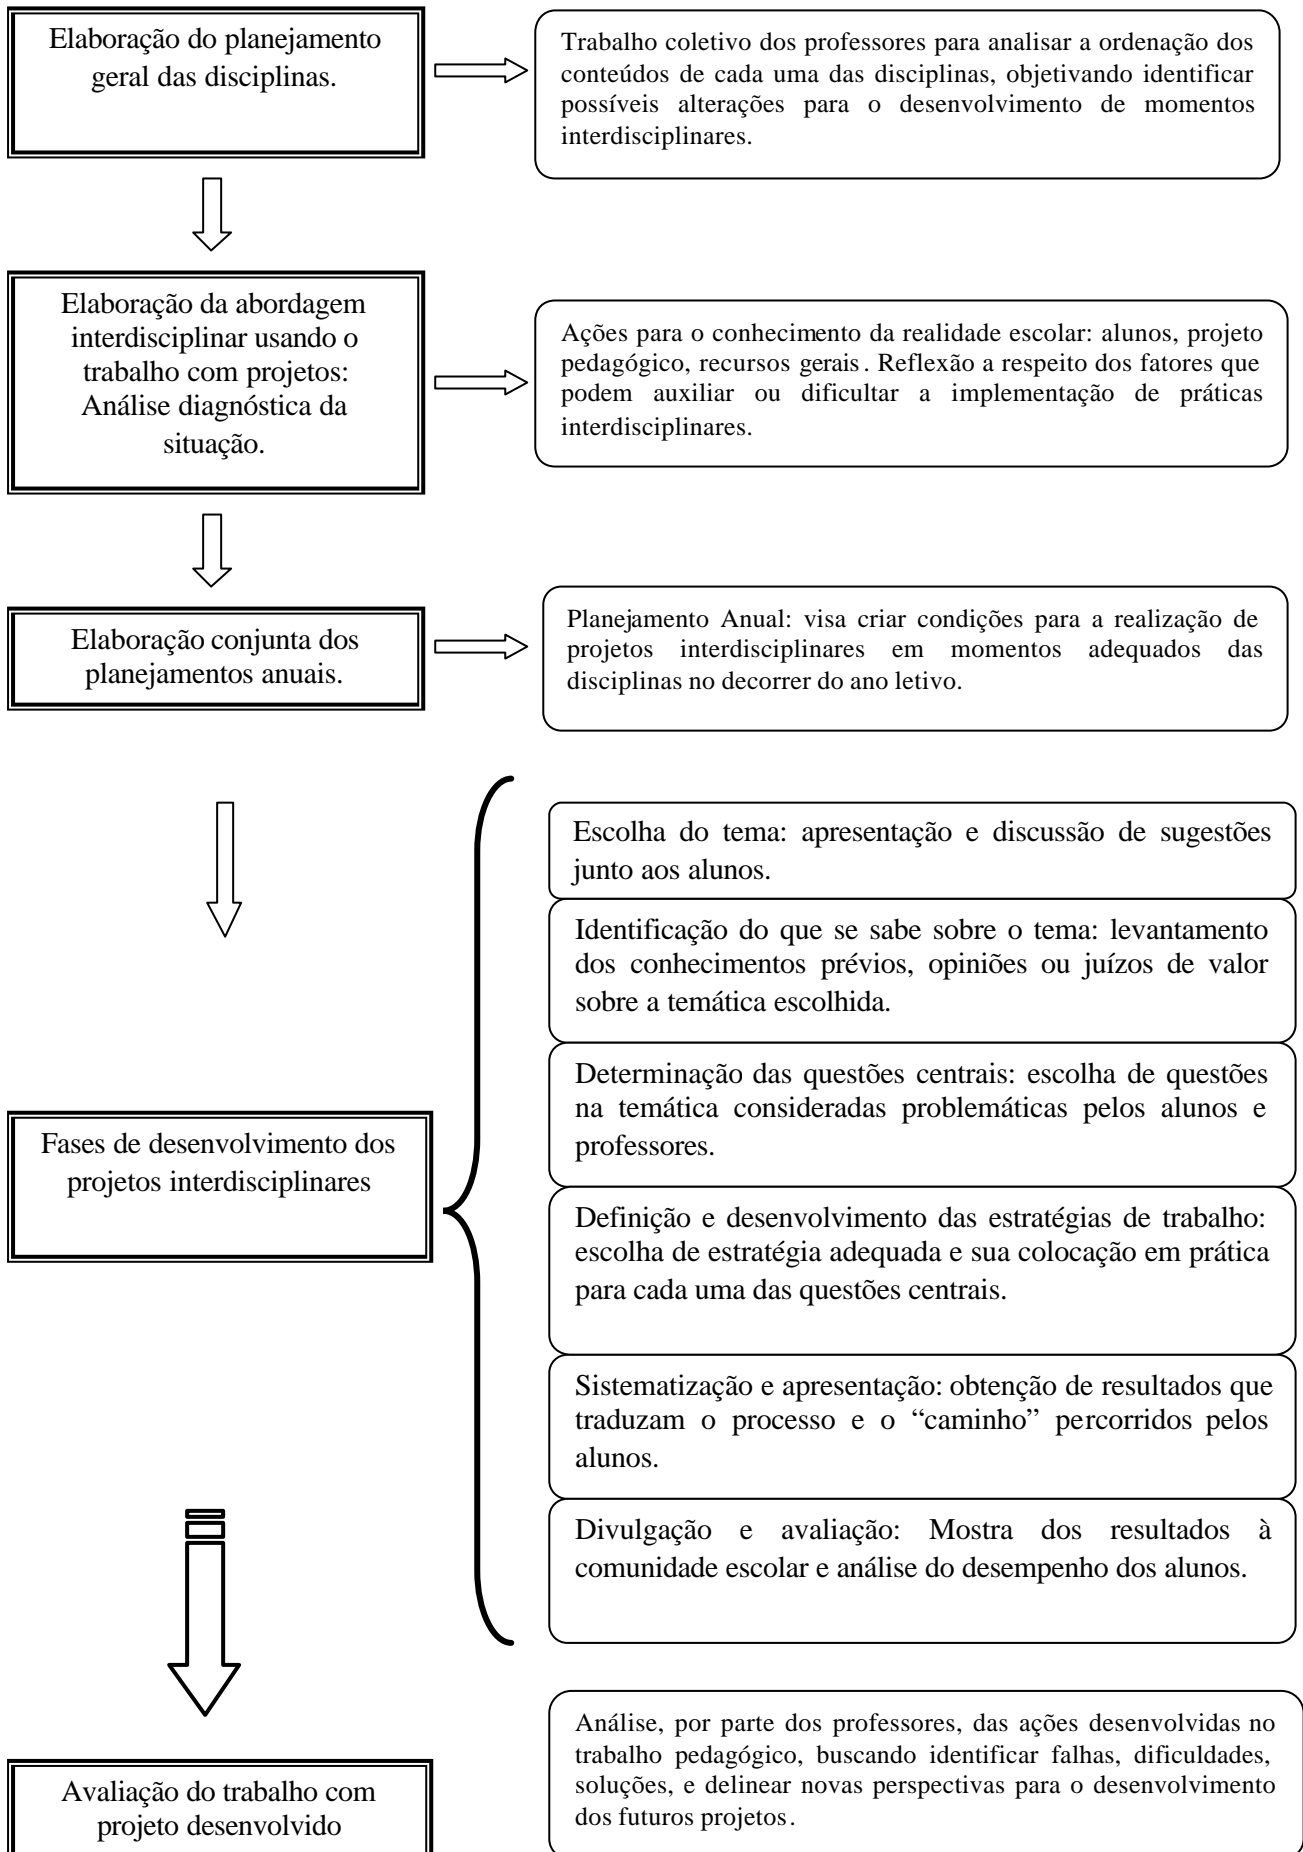 Elaboração do planejamento
geral das disciplinas.
Trabalho coletivo dos professores para analisar a ordenação dos
conteúdos de cada uma das disciplinas, objetivando identificar
possíveis alterações para o desenvolvimento de momentos
interdisciplinares.
Elaboração da abordagem
interdisciplinar usando o
trabalho com projetos:
Análise diagnóstica da
situação.
Ações para o conhecimento da realidade escolar: alunos, projeto
pedagógico, recursos gerais. Reflexão a respeito dos fatores que
podem auxiliar ou dificultar a implementação de práticas
interdisciplinares.
Elaboração conjunta dos
planejamentos anuais.
Planejamento Anual: visa criar condições para a realização de
projetos interdisciplinares em momentos adequados das
disciplinas no decorrer do ano letivo.
Fases de desenvolvimento dos
projetos interdisciplinares
Escolha do tema: apresentação e discussão de sugestões
junto aos alunos.
Identificação do que se sabe sobre o tema: levantamento
dos conhecimentos prévios, opiniões ou juízos de valor
sobre a temática escolhida.
Determinação das questões centrais: escolha de questões
na temática consideradas problemáticas pelos alunos e
professores.
Definição e desenvolvimento das estratégias de trabalho:
escolha de estratégia adequada e sua colocação em prática
para cada uma das questões centrais.
Sistematização e apresentação: obtenção de resultados que
traduzam o processo e o “caminho” percorridos pelos
alunos.
Divulgação e avaliação: Mostra dos resultados à
comunidade escolar e análise do desempenho dos alunos.
Avaliação do trabalho com
projeto desenvolvido
Análise, por parte dos professores, das ações desenvolvidas no
trabalho pedagógico, buscando identificar falhas, dificuldades,
soluções, e delinear novas perspectivas para o desenvolvimento
dos futuros projetos.